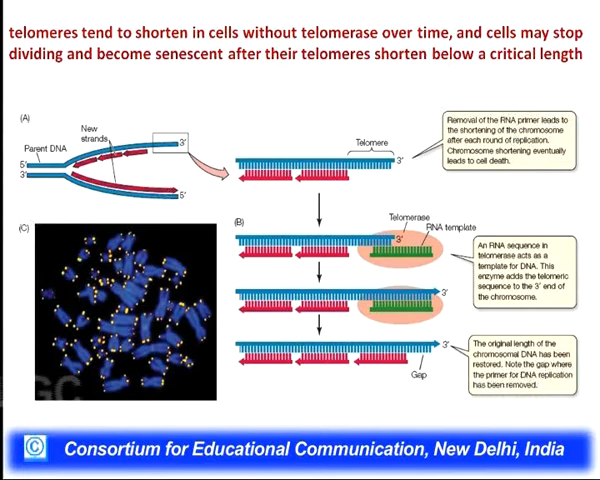 telomeres tend to shorten in cells without telomerase over time, and cells may stop
dividing and become senescent after their telomeres shorten below a critical length
(A)
New
strands
Parent DNA
3'
5'
3'
5'
Telomere
3'
Removal of the RNA primer leads to
the shortening of the chromosome
after each round of replication.
Chromosome shortening eventually
leads to cell death.
(C)
(B)
Telomerase
RNA template
3'
An RNA sequence in
telomerase acts as a
template for DNA. This
enzyme adds the telomeric
sequence to the 3' end of
the chromosome.
3'
3'
Gap
The original length of the
chromosomal DNA has been
restored. Note the gap where
the primer for DNA replication
has been removed.
GC
© Consortium for Educational Communication, New Delhi, India